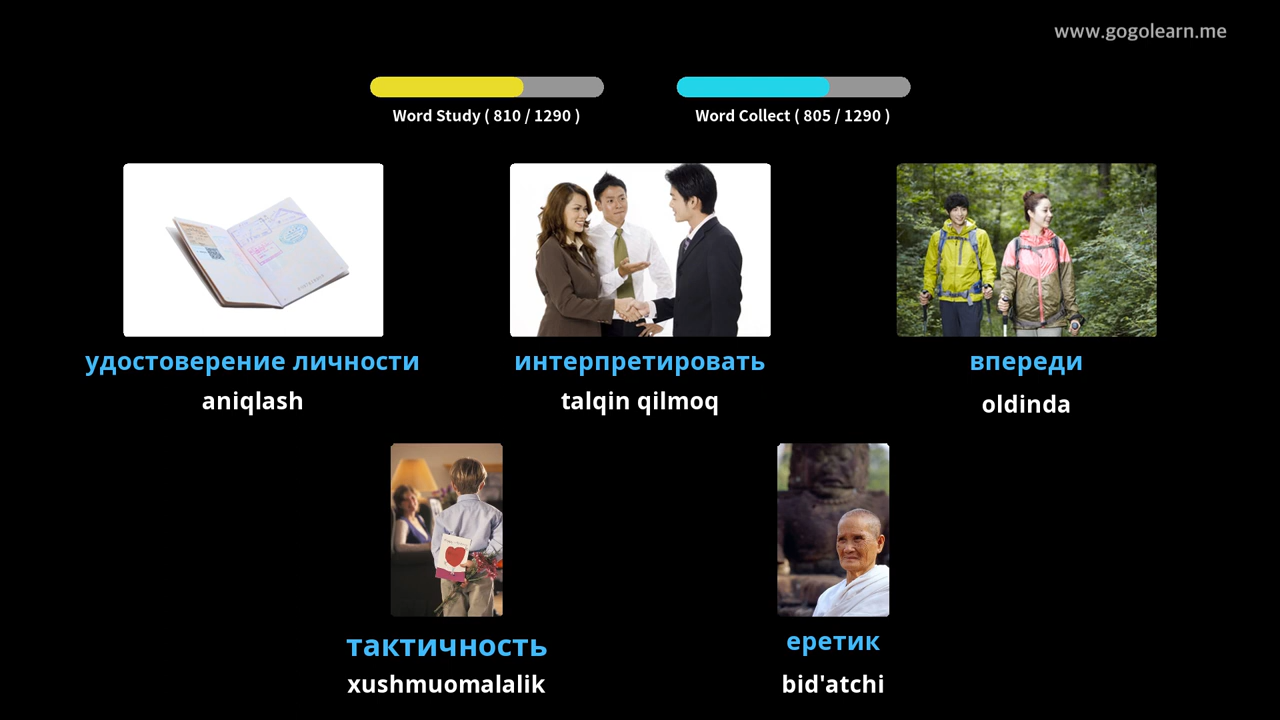 www.gogolearn.me
Word Study ( 810 / 1290 )
Word Collect ( 805 / 1290 )
удостоверение личности
aniqlash
интерпретировать
talqin qilmoq
впереди
oldinda
тактичность
xushmuomalalik
еретик
bid'atchi